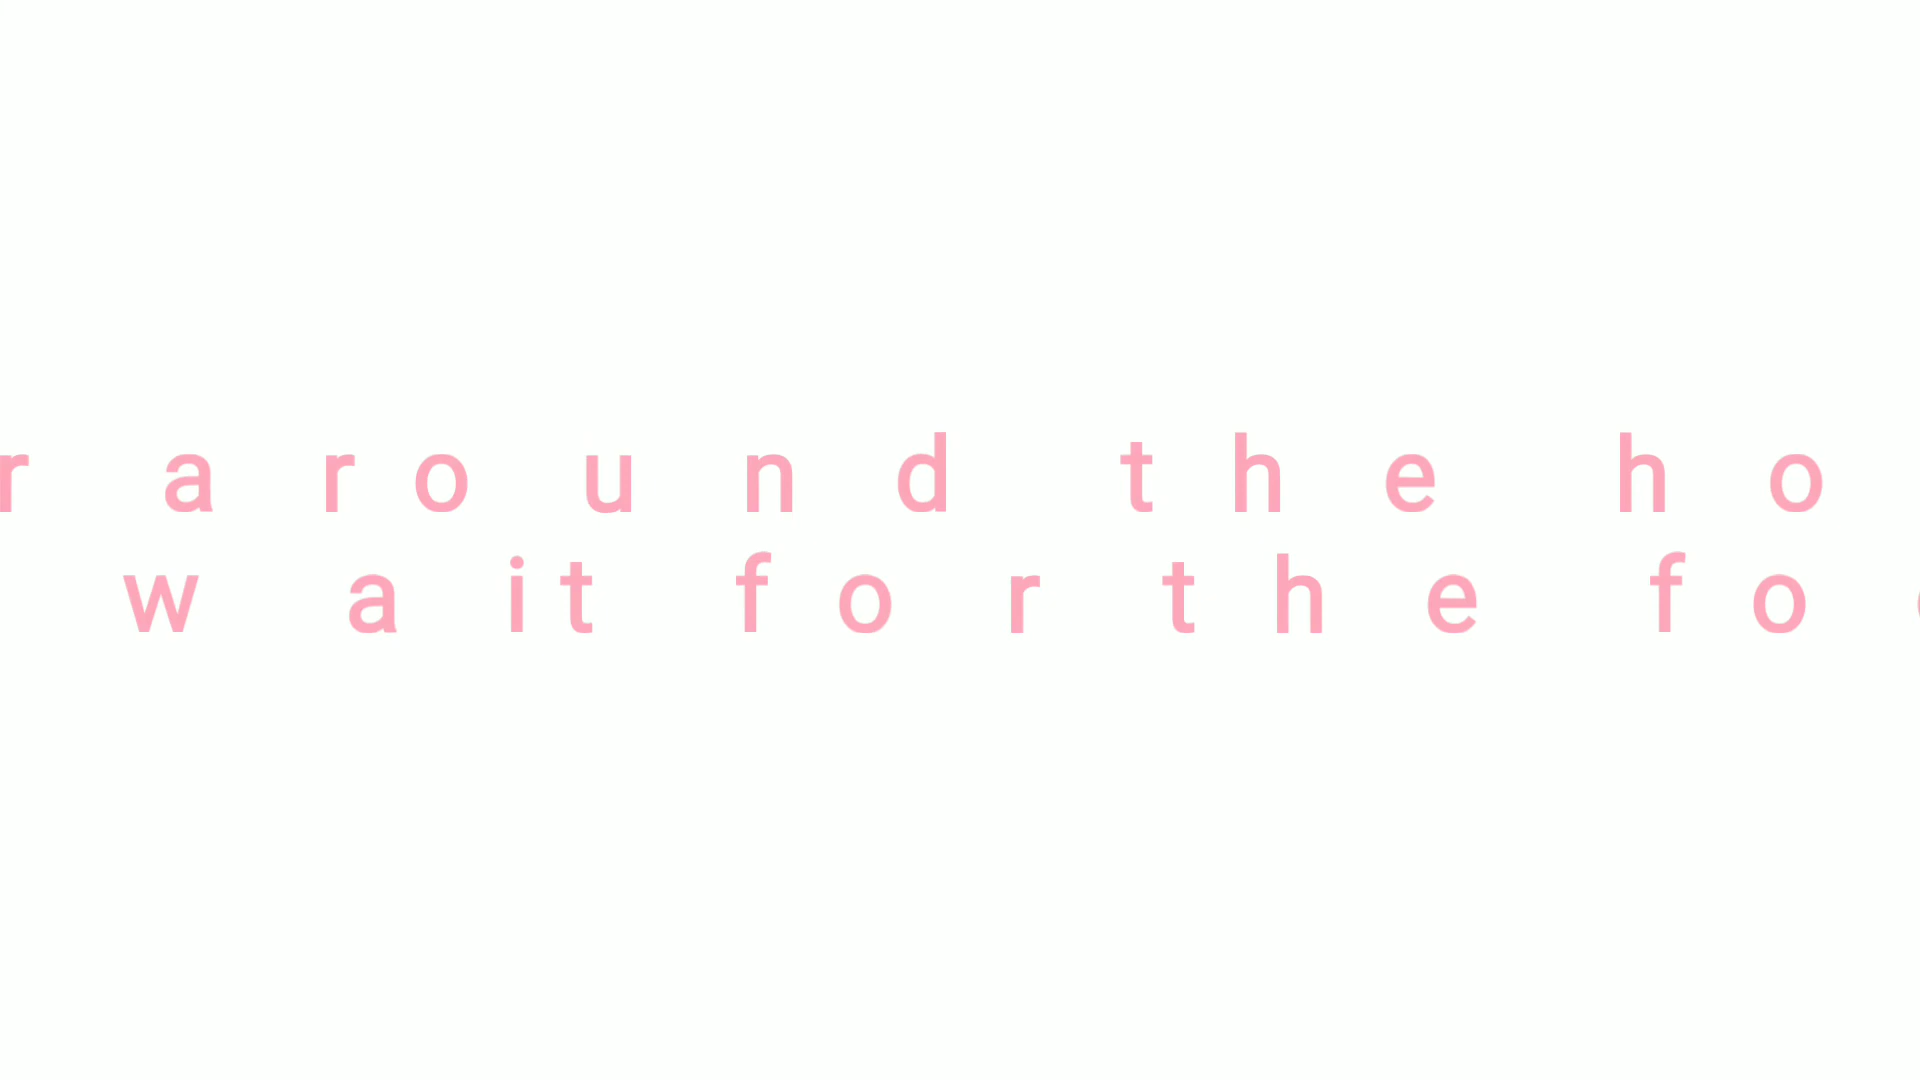 r around the ho
wait for the fo